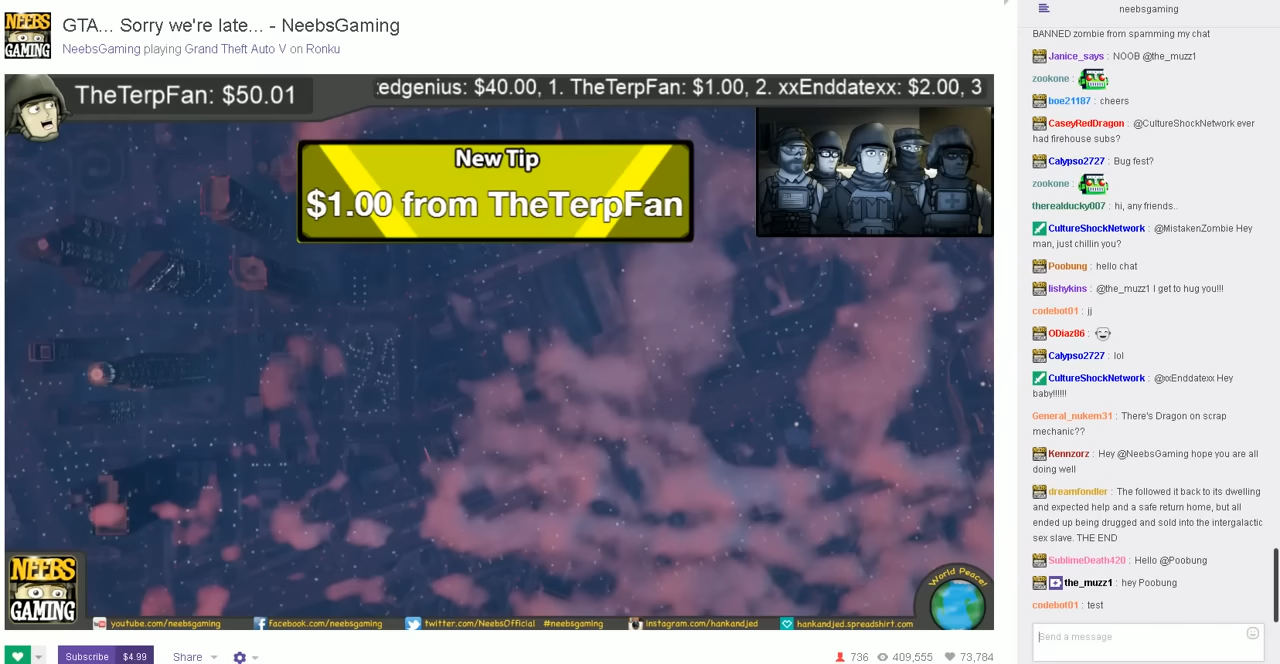 NEEBS
GAMING
GTA... Sorry we're late... - NeebsGaming
NeebsGaming playing Grand Theft Auto V on Ronku
TheTerpFan: $50.01
edgenius: $40.00, 1. TheTerpFan: $1.00, 2. xxEnddatexx: $2.00, 3
New Tip
$1.00 from TheTerpFan
NEEBS
GAMING
World Peace!
youtube.com/neebsgaming
facebook.com/neebsgaming
twitter.com/NeebsOfficial #neebsgaming
instagram.com/hankandjed
hankandjed.spreadshirt.com
Subscribe $4.99
Share
736 409,555 73,784
neebsgaming
BANNED zombie from spamming my chat
Janice_says : NOOB @the_muzz1
zookone :
boe21187 : cheers
CaseyRedDragon : @CultureShockNetwork ever
had firehouse subs?
Calypso2727 : Bug fest?
zookone :
therealducky007 : hi, any friends..
CultureShockNetwork : @MistakenZombie Hey
man, just chillin you?
Poobung : hello chat
lishykins : @the_muzz1 I get to hug you!!!
codebot01 : jj
ODiaz86 :
Calypso2727 : lol
CultureShockNetwork : @xxEnddatexx Hey
baby!!!!!!
General_nukem31 : There's Dragon on scrap
mechanic??
Kennzorz : Hey @NeebsGaming hope you are all
doing well
dreamfondler : The followed it back to its dwelling
and expected help and a safe return home, but all
ended up being drugged and sold into the intergalactic
sex slave. THE END
SublimeDeath420 : Hello @Poobung
the_muzz1 : hey Poobung
codebot01 : test
Send a message